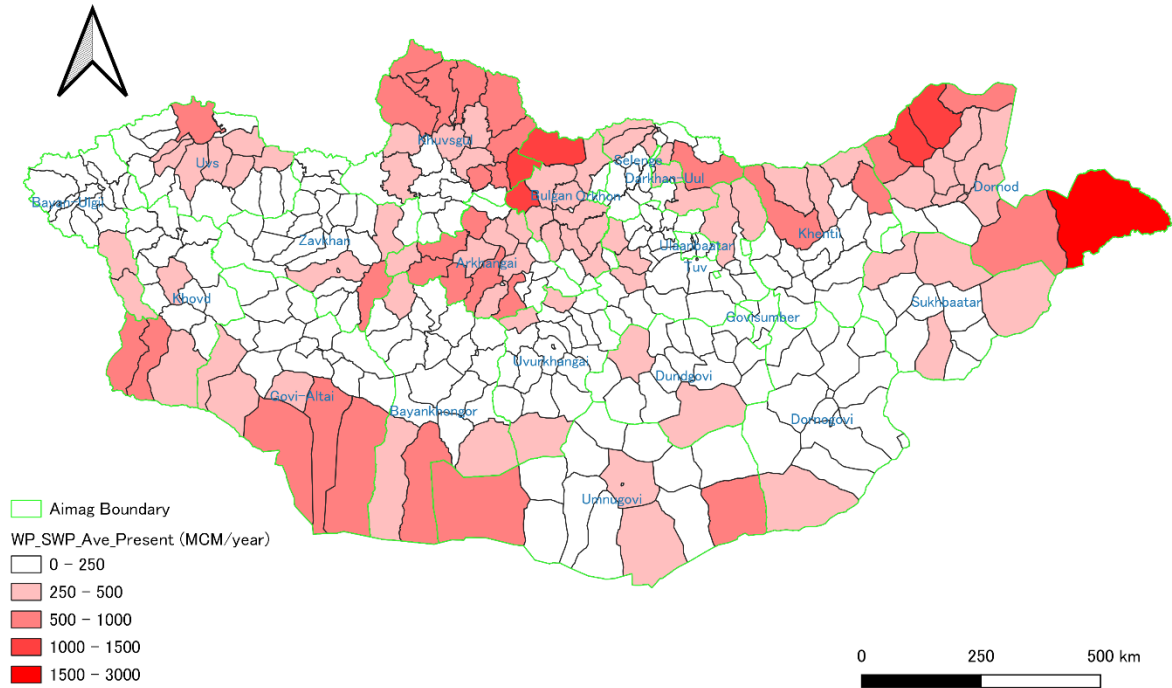 Khuvsgul
Uvs
Selenge
Darkhan-Uul
Bulgan
Orkhon
Dornod
Bayan-Ulgii
Zavkhan
Ulaanbaatar
Khentii
Arkhangai
Tuv
Khovd
Sukhbaatar
Govisumber
Uvurkhangai
Dundgovi
Govi-Altai
Bayankhongor
Dornogovi
Umnugovi
Aimag Boundary
WP_SWP_Ave_Present (MCM/year)
0 - 250
250 - 500
500 - 1000
1000 - 1500
1500 - 3000
0 250 500 km